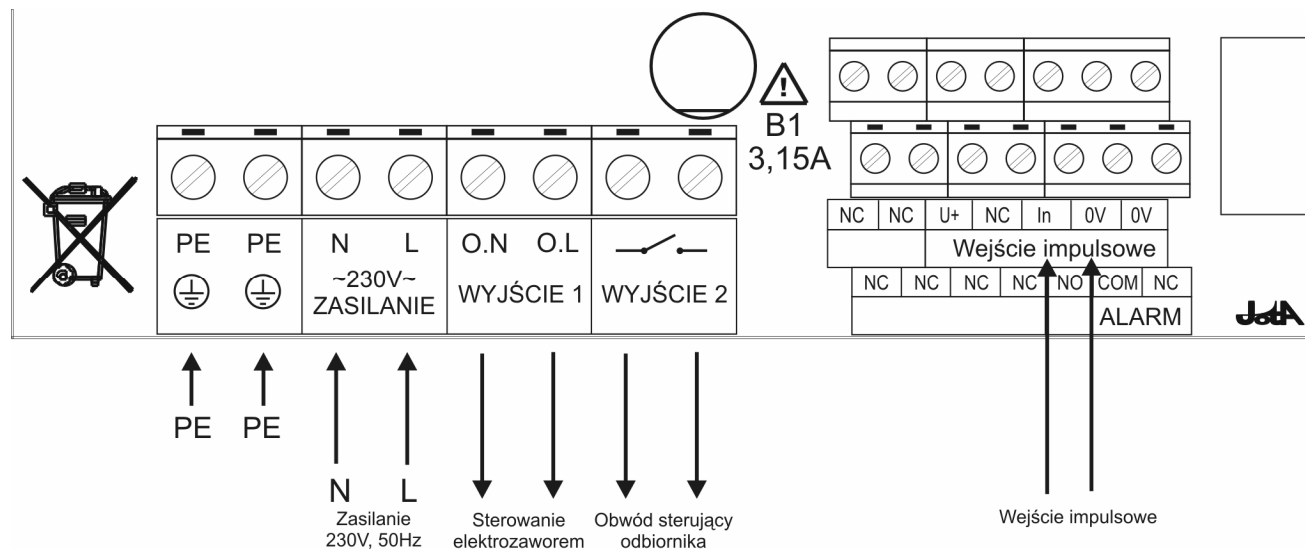 B1
3,15A
PE PE N L O.N O.L
~230V~
ZASILANIE WYJŚCIE 1 WYJŚCIE 2
NC NC U+ NC In 0V 0V
Wejście impulsowe
NC NC NC NC NO COM NC
ALARM
JotA
PE PE
N L
Zasilanie
230V, 50Hz
Sterowanie
elektrozaworem
Obwód sterujący
odbiornika
Wejście impulsowe